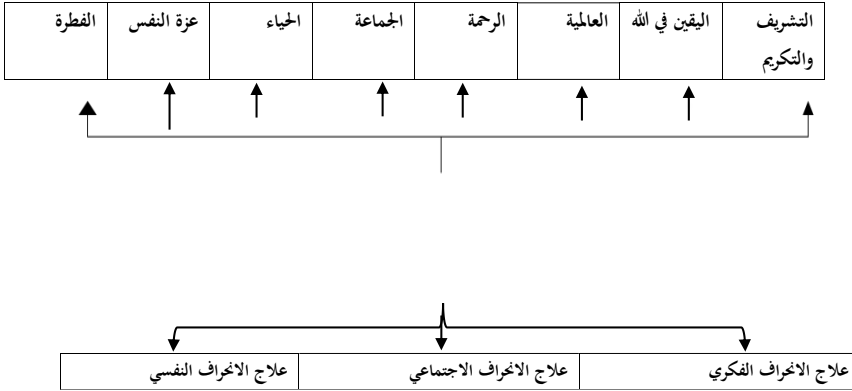 التشريف والتكريم
اليقين في الله
العالمية
الرحمة
الجماعة
الحياء
عزة النفس
الفطرة
علاج الانحراف الفكري
علاج الانحراف الاجتماعي
علاج الانحراف النفسي